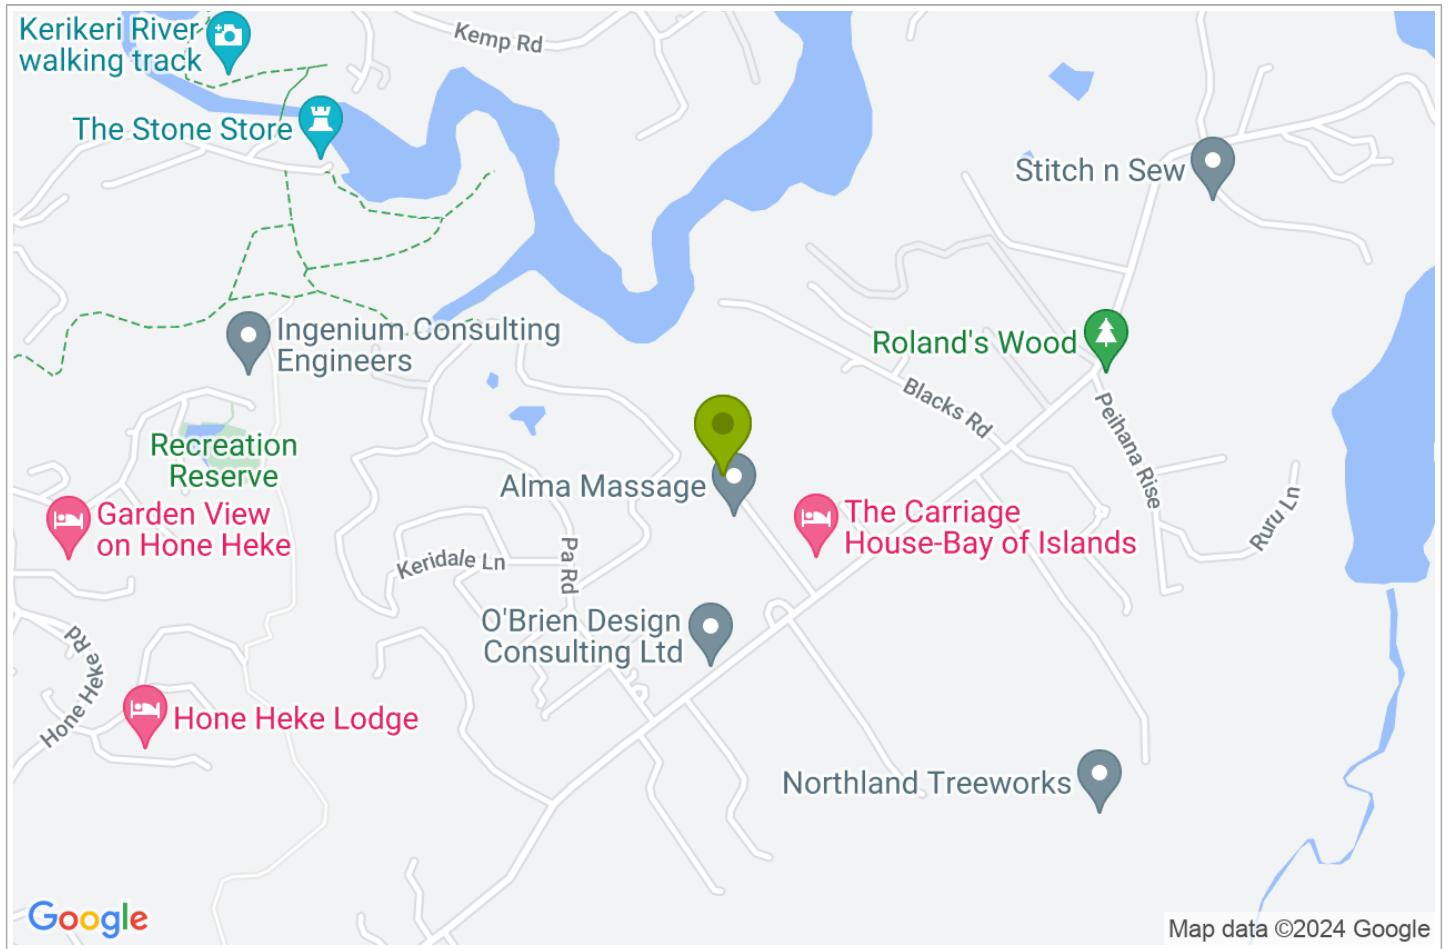 Kerikeri River
walking track
Kemp Rd
The Stone Store
Stitch n Sew
Ingenium Consulting
Engineers
Roland's Wood
Blacks Rd
Peihana Rise
Recreation
Reserve
Alma Massage
Garden View
on Hone Heke
The Carriage
House-Bay of Islands
Ruru Ln
Keridale Ln
Pa Rd
O'Brien Design
Consulting Ltd
Hone Heke Rd
Hone Heke Lodge
Northland Treeworks
Google
Map data ©2024 Google